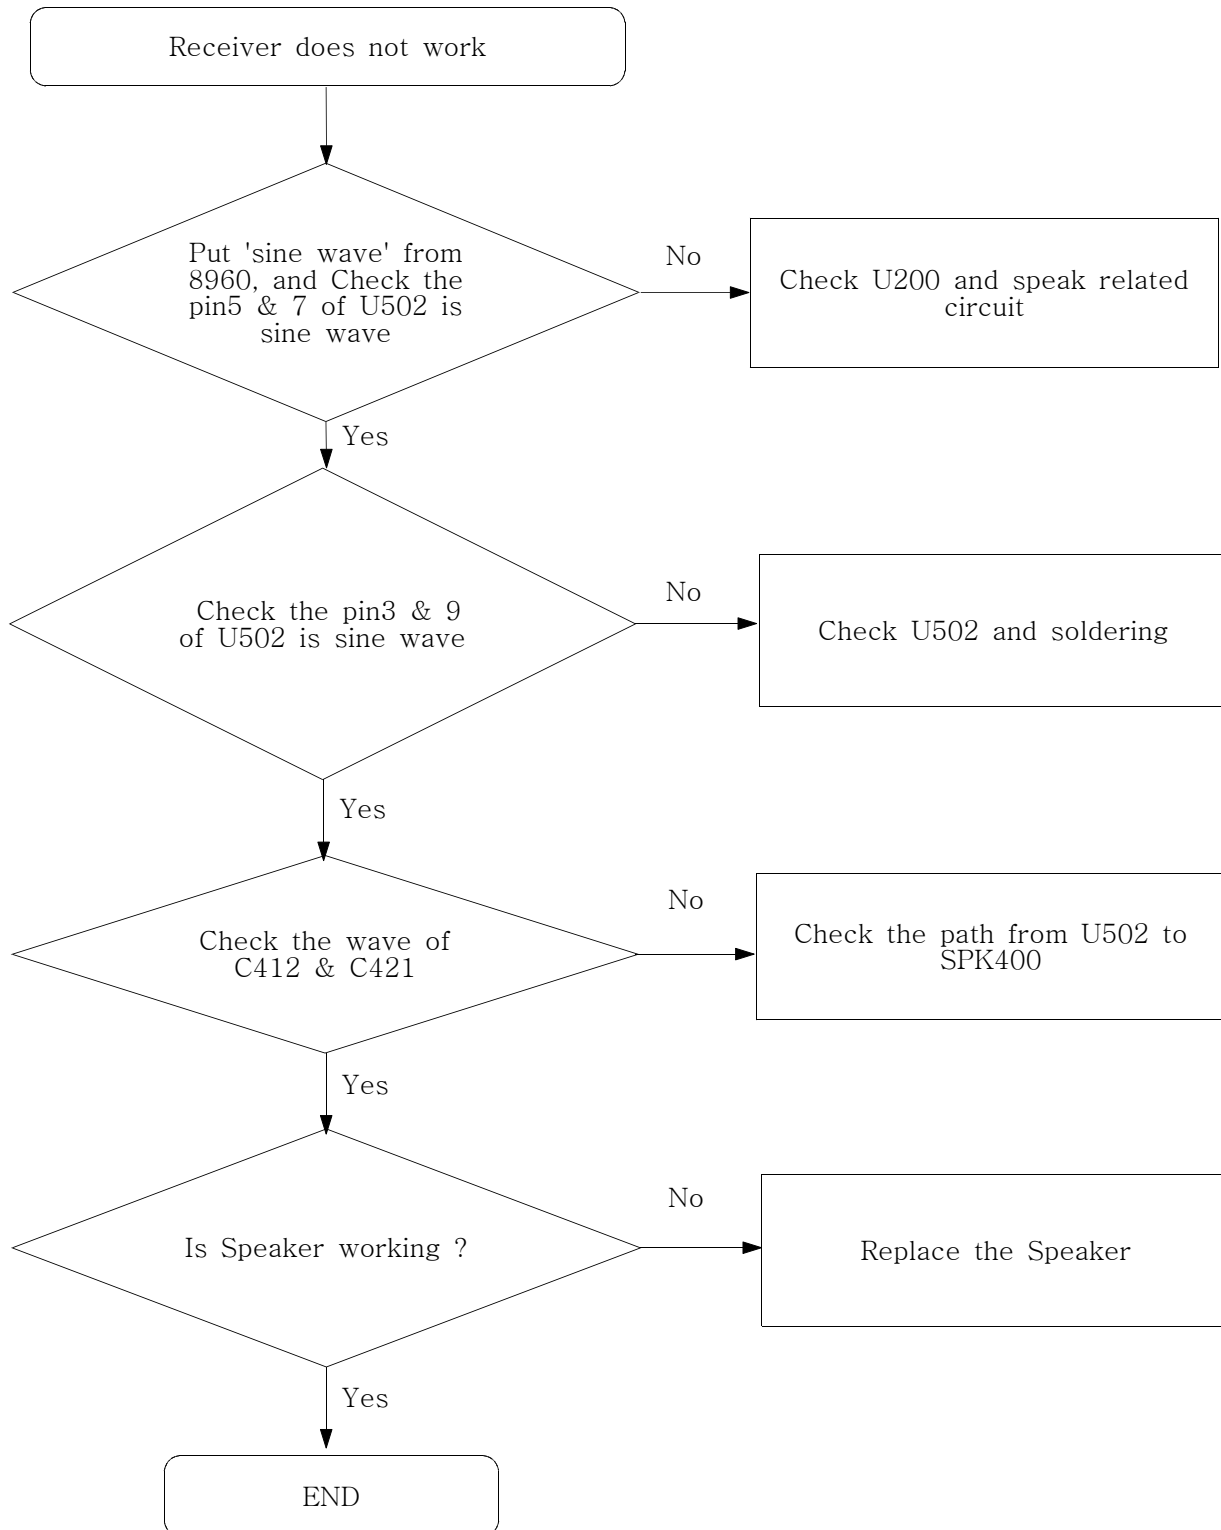 Receiver does not work
Put 'sine wave' from
8960, and Check the
pin5 & 7 of U502 is
sine wave
No
Check U200 and speak related
circuit
Yes
Check the pin3 & 9
of U502 is sine wave
No
Check U502 and soldering
Yes
Check the wave of
C412 & C421
No
Check the path from U502 to
SPK400
Yes
Is Speaker working ?
No
Replace the Speaker
Yes
END